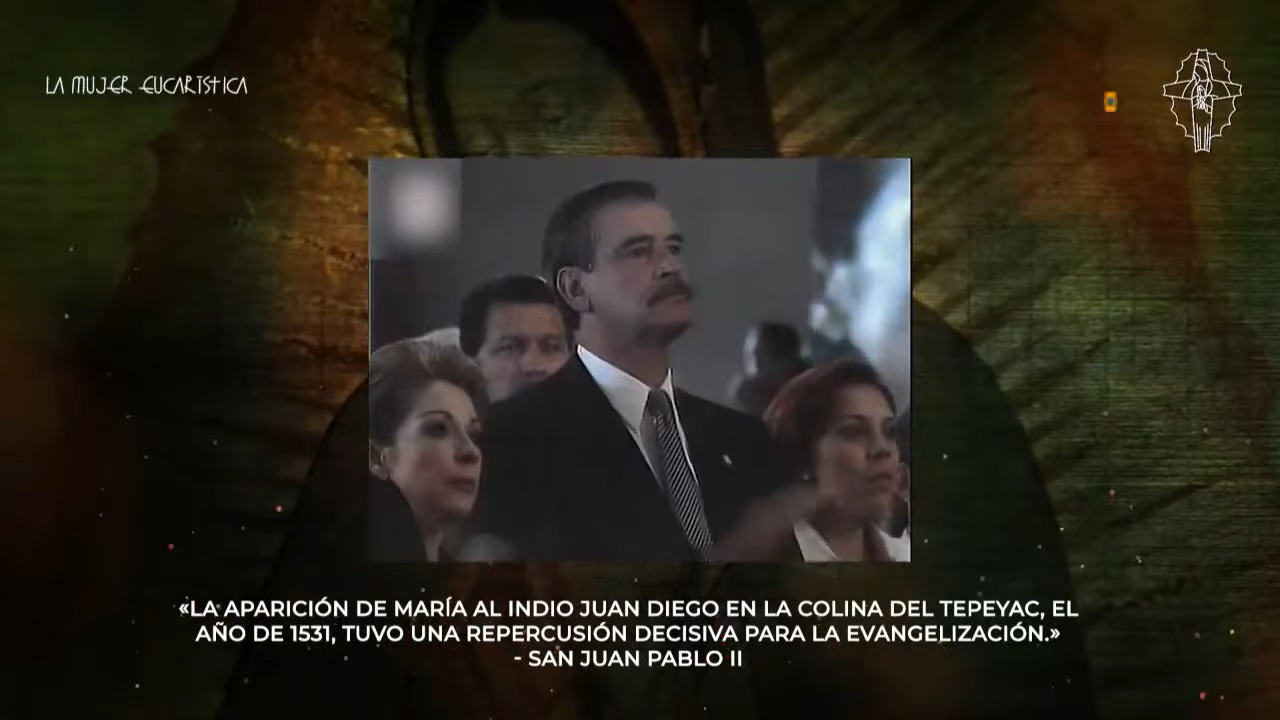 LA MUJER EUCARÍSTICA
«LA APARICIÓN DE MARÍA AL INDIO JUAN DIEGO EN LA COLINA DEL TEPEYAC, EL
AÑO DE 1531, TUVO UNA REPERCUSIÓN DECISIVA PARA LA EVANGELIZACIÓN.»
- SAN JUAN PABLO II